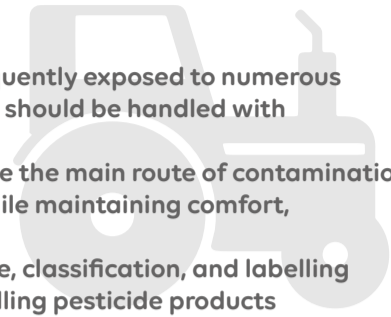 uently exposed to numerous
should be handled with
e the main route of contaminatio
ile maintaining comfort,
e, classification, and labelling
lling pesticide products